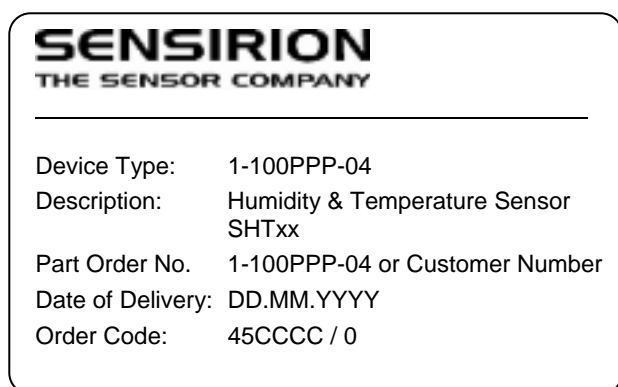 SENSIRION
THE SENSOR COMPANY
Device Type: 1-100PPP-04
Description: Humidity & Temperature Sensor
SHTxx
Part Order No. 1-100PPP-04 or Customer Number
Date of Delivery: DD.MM.YYYY
Order Code: 45CCCC / 0